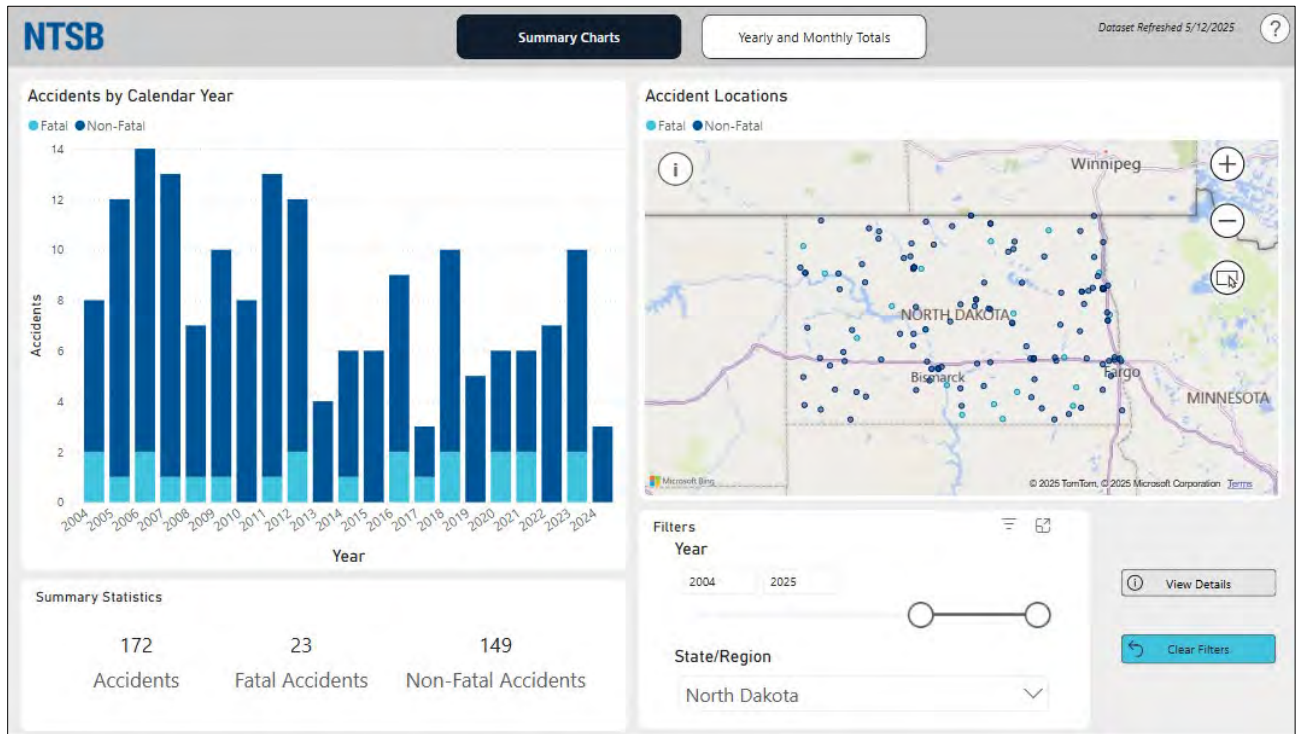 NTSB
Summary Charts
Yearly and Monthly Totals
Dataset Refreshed 5/12/2025
?
Accidents by Calendar Year
Fatal Non-Fatal
14
12
10
8
6
4
2
0
Accidents
2004 2005 2006 2007 2008 2009 2010 2011 2012 2013 2014 2015 2016 2017 2018 2019 2020 2021 2022 2023 2024
Year
Accident Locations
Fatal Non-Fatal
i
Winnipeg
NORTH DAKOTA
Bismarck
Fargo
MINNESOTA
Microsoft Bing
© 2025 TomTom, © 2025 Microsoft Corporation Terms
Summary Statistics
172
Accidents
23
Fatal Accidents
149
Non-Fatal Accidents
Filters
Year
2004 2025
State/Region
North Dakota
View Details
Clear Filters